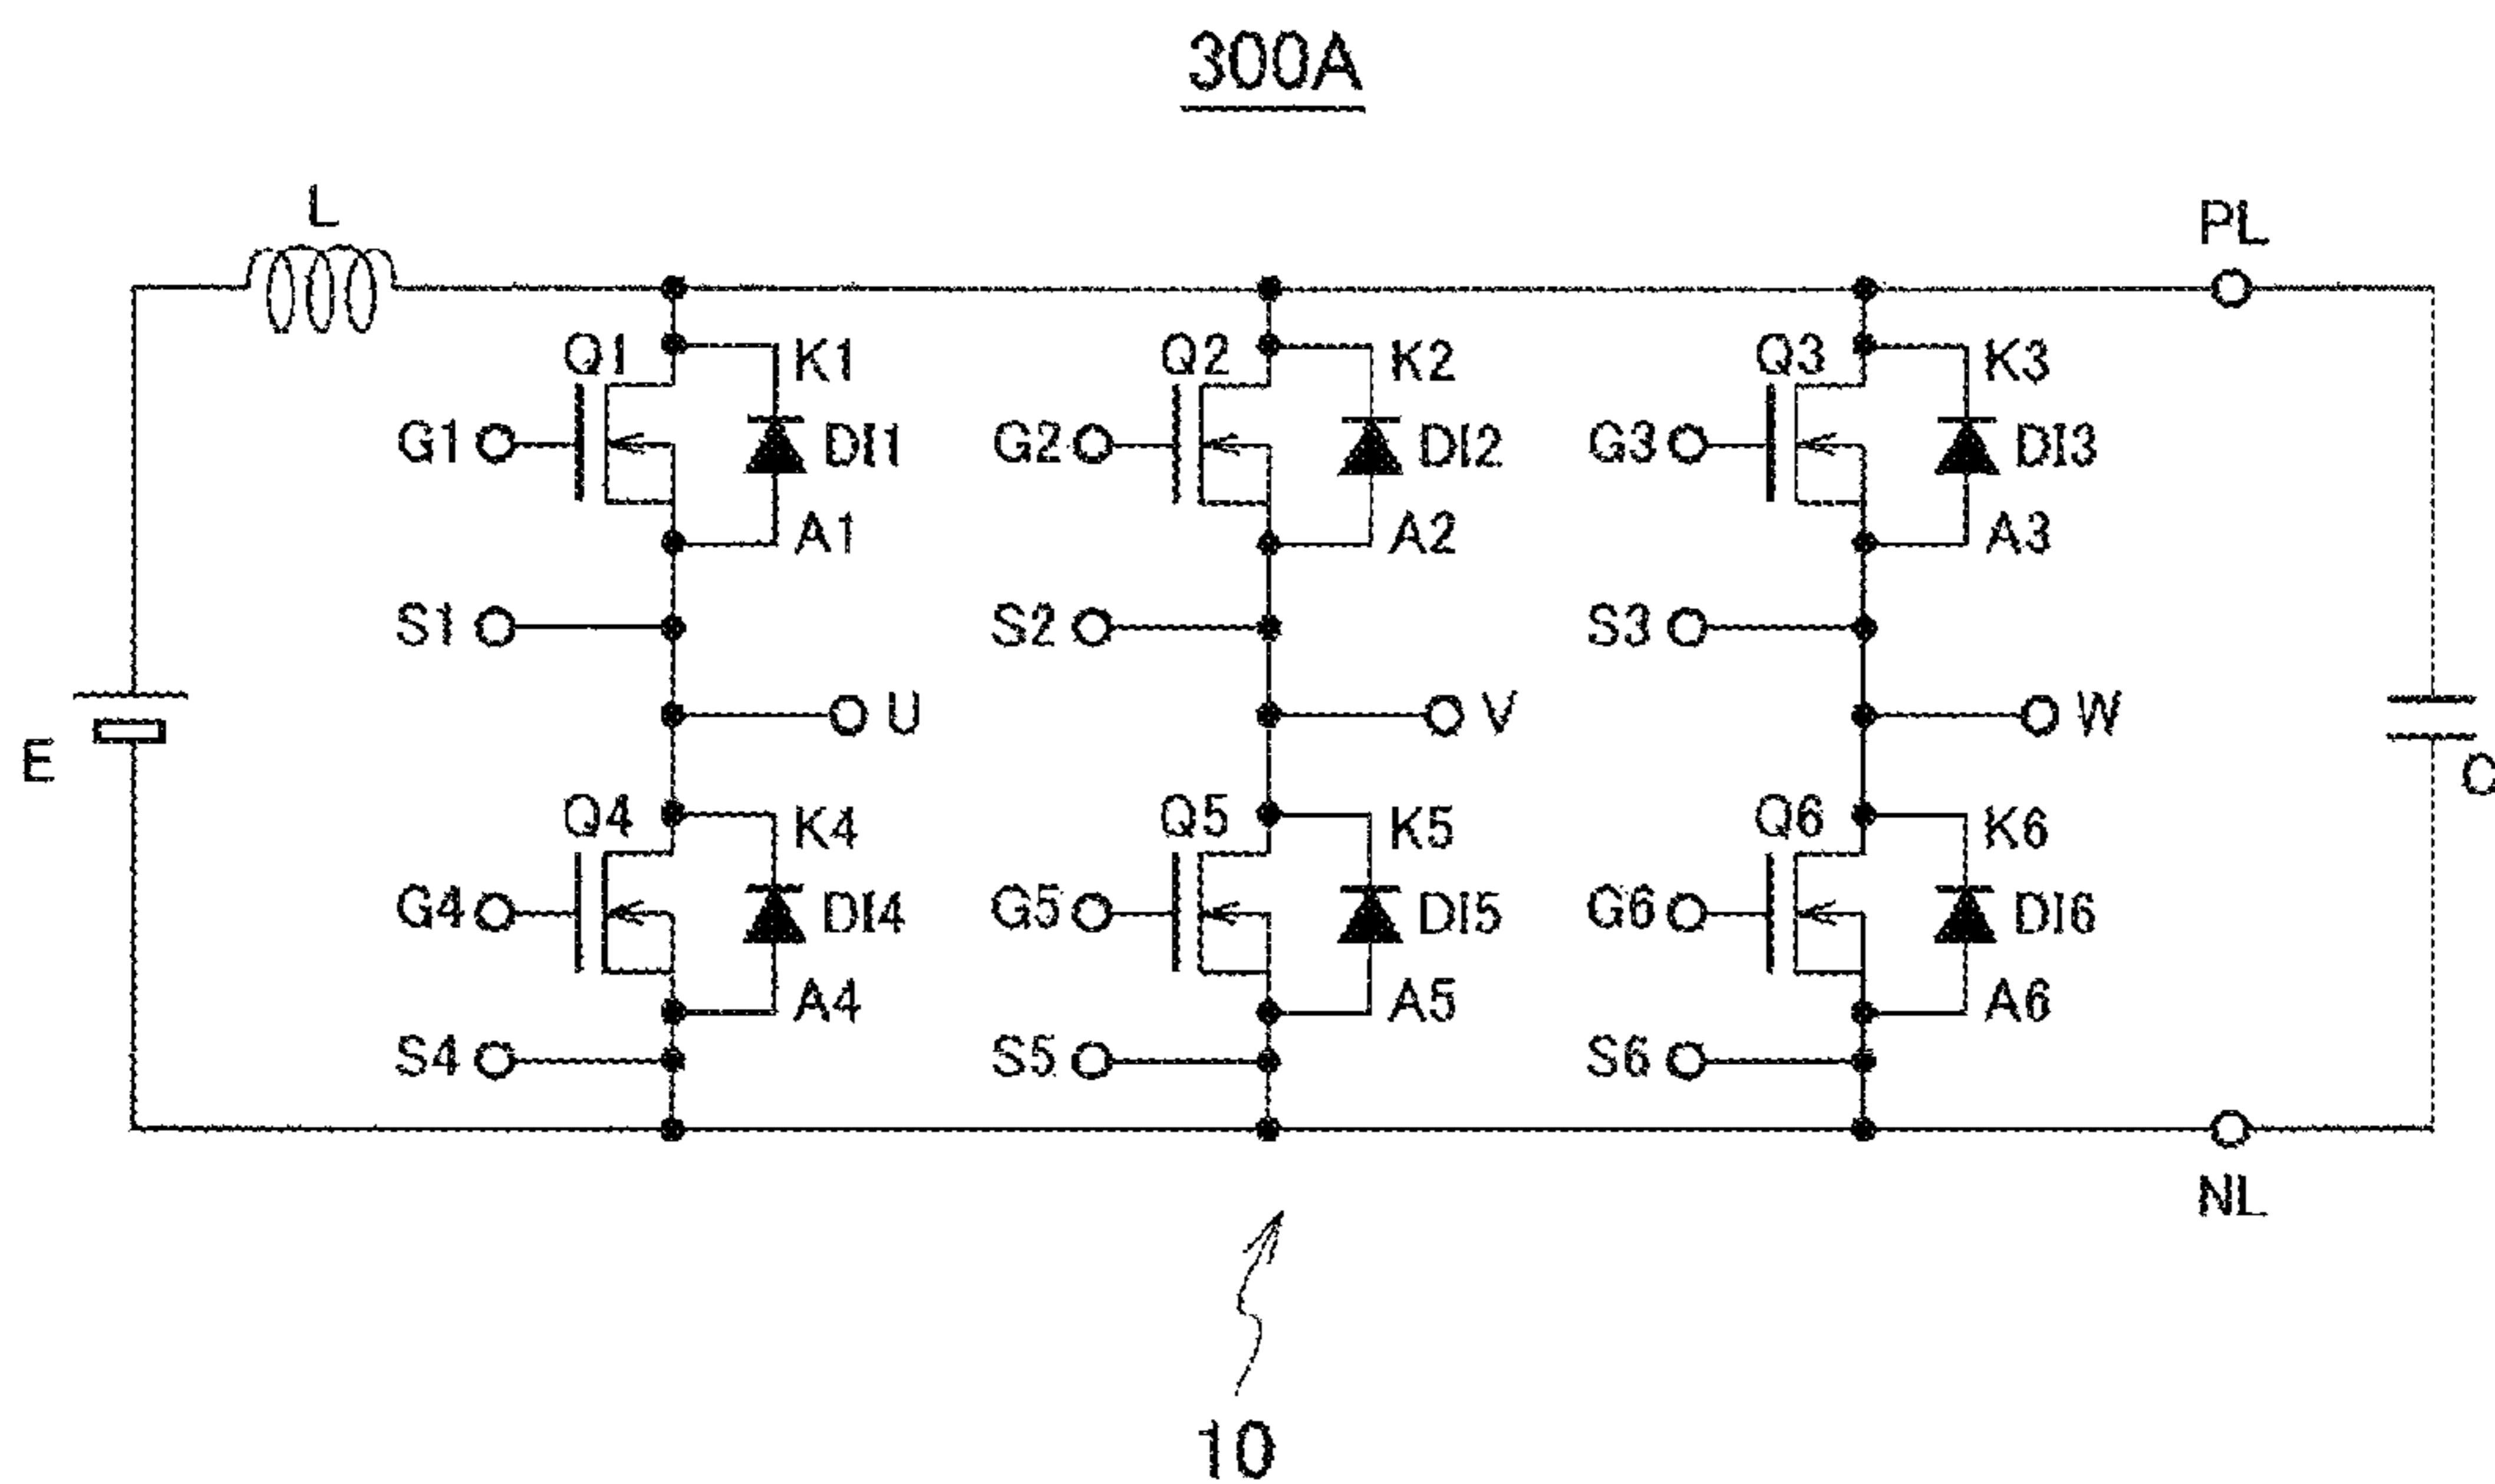 300A
L
PL
Q1 K1 Q2 K2 Q3 K3
G1 DI1 G2 DI2 G3 DI3
A1 A2 A3
S1 S2 S3
U V W
E C
Q4 K4 Q5 K5 Q6 K6
G4 DI4 G5 DI5 G6 DI6
A4 A5 A6
S4 S5 S6
NL
10